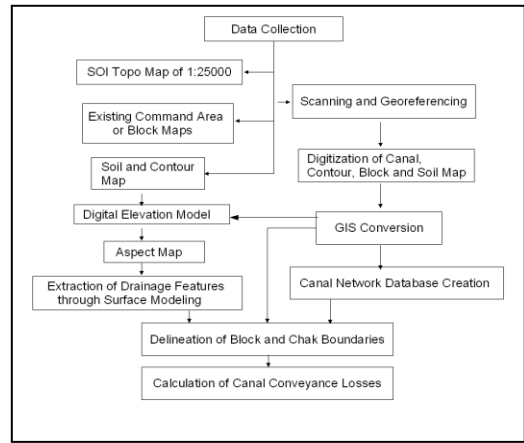 Data Collection
SOI Topo Map of 1:25000
Scanning and Georeferencing
Existing Command Area
or Block Maps
Digitization of Canal,
Contour, Block and Soil Map
Soil and Contour
Map
Digital Elevation Model
GIS Conversion
Aspect Map
Extraction of Drainage Features
through Surface Modeling
Canal Network Database Creation
Delineation of Block and Chak Boundaries
Calculation of Canal Conveyance Losses